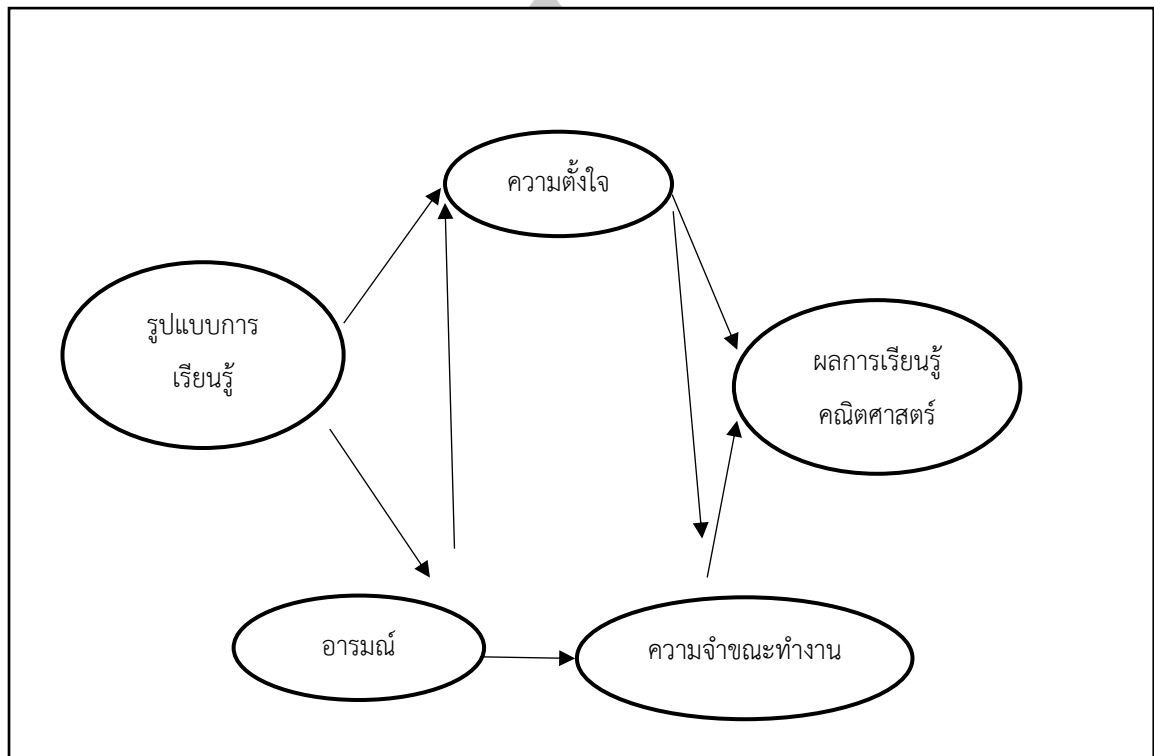 ความตั้งใจ
รูปแบบการ
เรียนรู้
ผลการเรียนรู้
คณิตศาสตร์
อารมณ์
ความจำขณะทำงาน